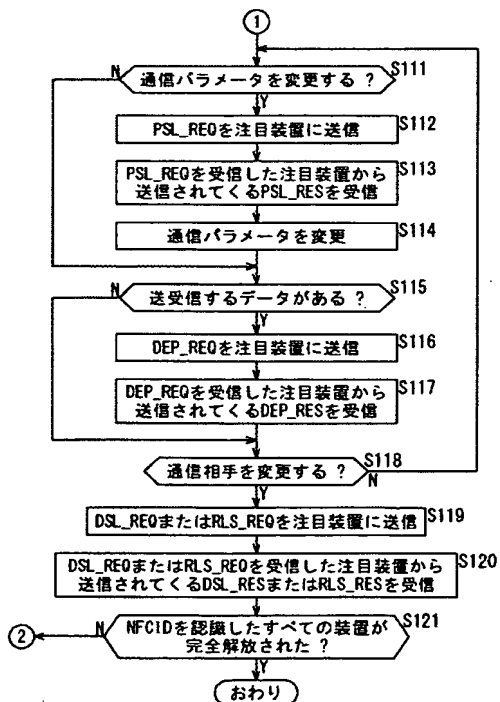 1
通信パラメータを変更する ?
S111
N
Y
PSL_REQを注目装置に送信
S112
PSL_REQを受信した注目装置から
送信されてくるPSL_RESを受信
S113
通信パラメータを変更
S114
送受信するデータがある ?
S115
N
Y
DEP_REQを注目装置に送信
S116
DEP_REQを受信した注目装置から
送信されてくるDEP_RESを受信
S117
通信相手を変更する ?
S118
N
Y
DSL_REQまたはRLS_REQを注目装置に送信
S119
DSL_REQまたはRLS_REQを受信した注目装置から
送信されてくるDSL_RESまたはRLS_RESを受信
S120
NFCIDを認識したすべての装置が
完全解放された ?
S121
N
2
Y
おわり